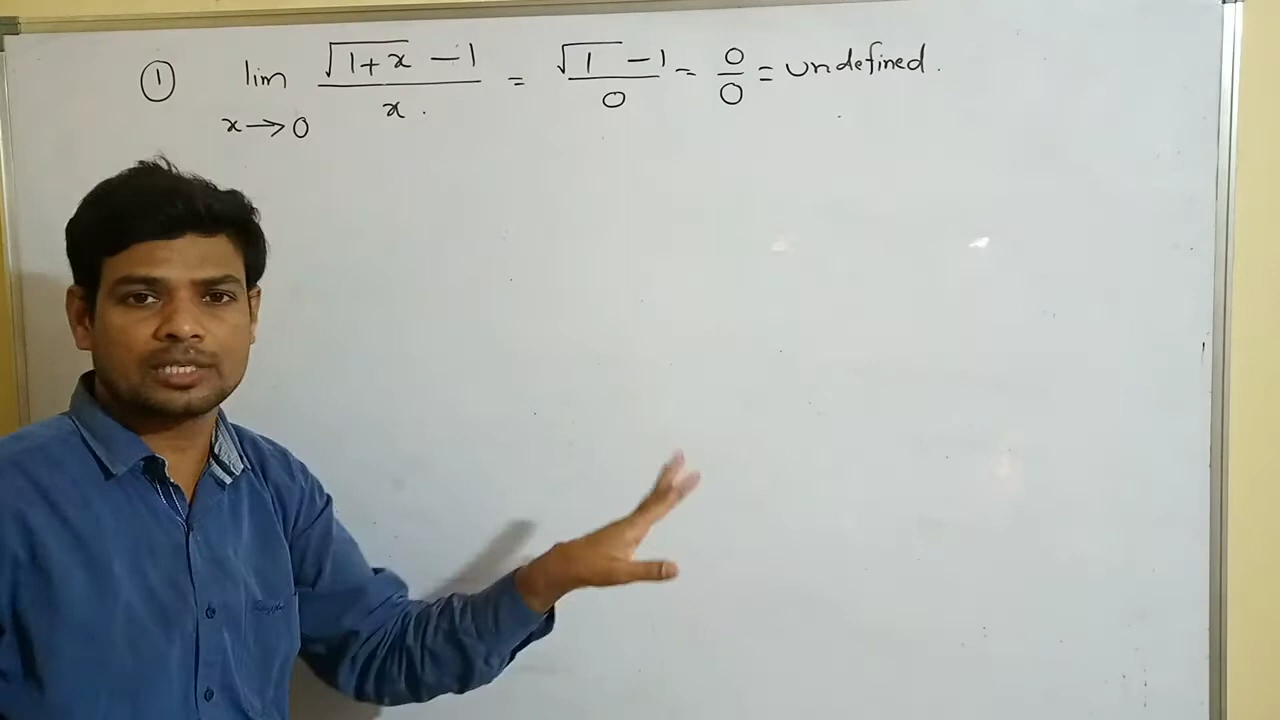 ① lim x→0 (√(1+x) − 1)/x = (√1 − 1)/0 = 0/0 = undefined.